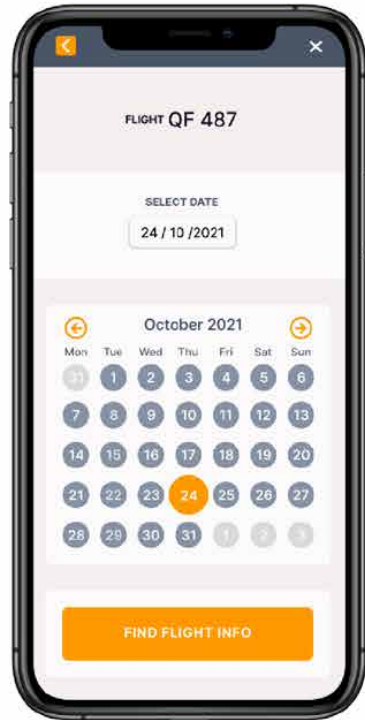 FLIGHT QF 487
SELECT DATE
24 / 10 /2021
October 2021
Mon Tue Wed Thu Fri Sat Sun
31 1 2 3 4 5 6
7 8 9 10 11 12 13
14 15 16 17 18 19 20
21 22 23 24 25 26 27
28 29 30 31 1 2 3
FIND FLIGHT INFO